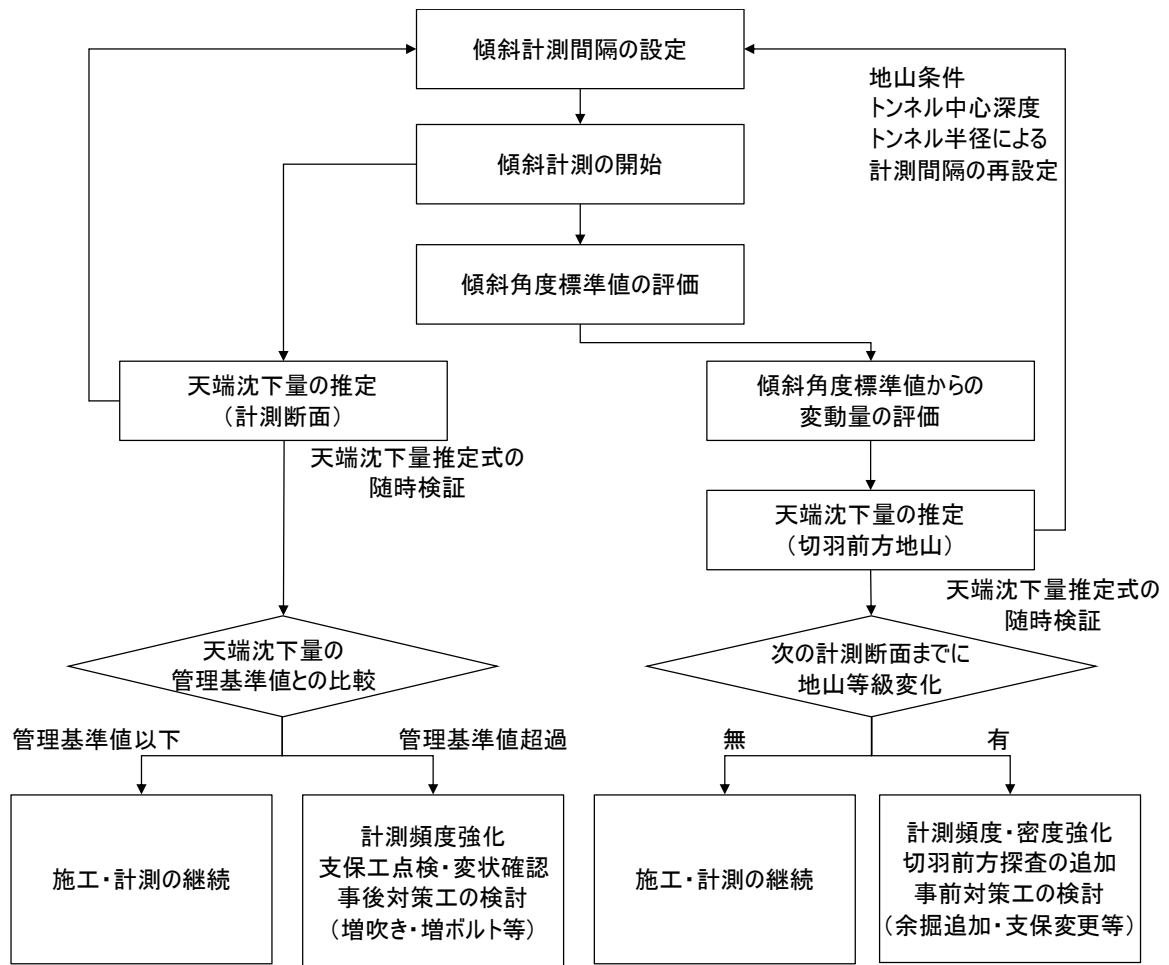 傾斜計測間隔の設定
地山条件
トンネル中心深度
トンネル半径による
計測間隔の再設定
傾斜計測の開始
傾斜角度標準値の評価
天端沈下量の推定
(計測断面)
傾斜角度標準値からの
変動量の評価
天端沈下量推定式の
随時検証
天端沈下量の推定
(切羽前方地山)
天端沈下量推定式の
随時検証
天端沈下量の
管理基準値との比較
次の計測断面までに
地山等級変化
管理基準値以下
管理基準値超過
無
有
施工・計測の継続
計測頻度強化
支保工点検・変状確認
事後対策工の検討
(増吹き・増ボルト等)
施工・計測の継続
計測頻度・密度強化
切羽前方探査の追加
事前対策工の検討
(余掘追加・支保変更等)